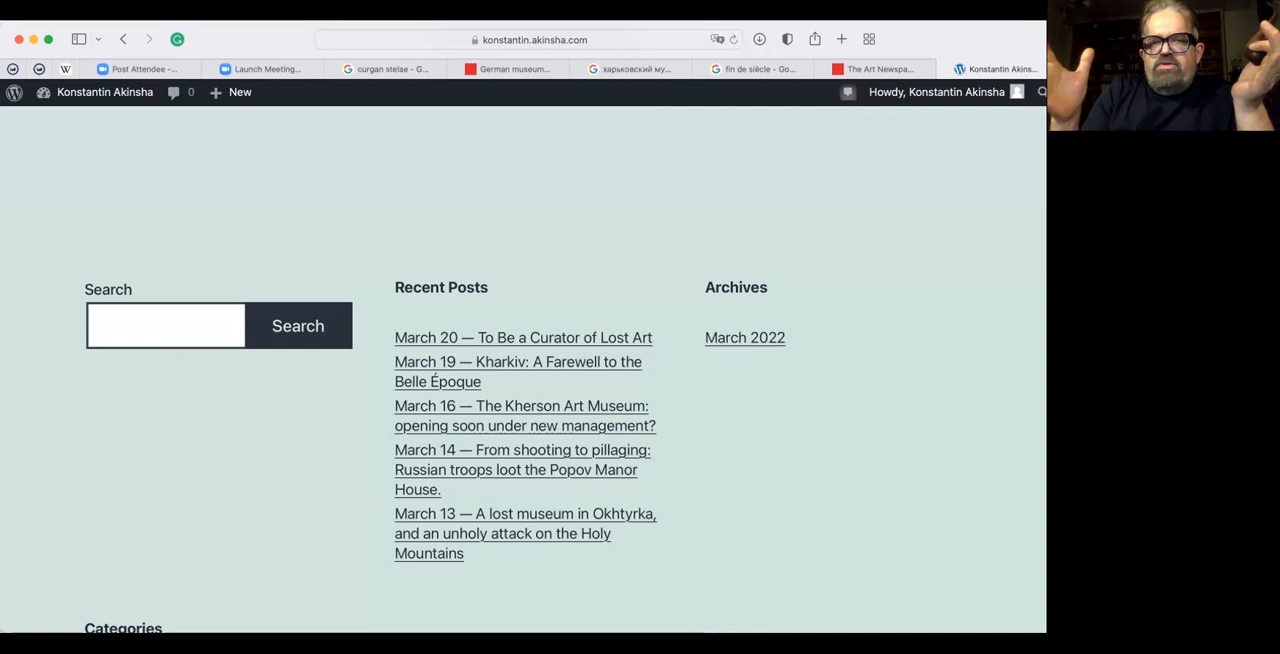 konstantin.akinsha.com
Post Attendee -...
Launch Meeting...
curgan stelae - G...
German museum...
харьковский му...
fin de siècle - Go...
The Art Newspa...
Konstantin Akins...
Konstantin Akinsha
0
New
Howdy, Konstantin Akinsha
Search
Search
Recent Posts
March 20 — To Be a Curator of Lost Art
March 19 — Kharkiv: A Farewell to the
Belle Époque
March 16 — The Kherson Art Museum:
opening soon under new management?
March 14 — From shooting to pillaging:
Russian troops loot the Popov Manor
House.
March 13 — A lost museum in Okhtyrka,
and an unholy attack on the Holy
Mountains
Archives
March 2022
Categories